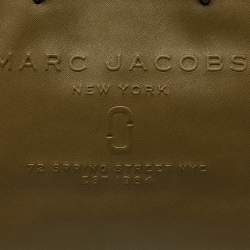 MARC JACOBS
NEW YORK
72 SPRING STREET NYC
EST 1984